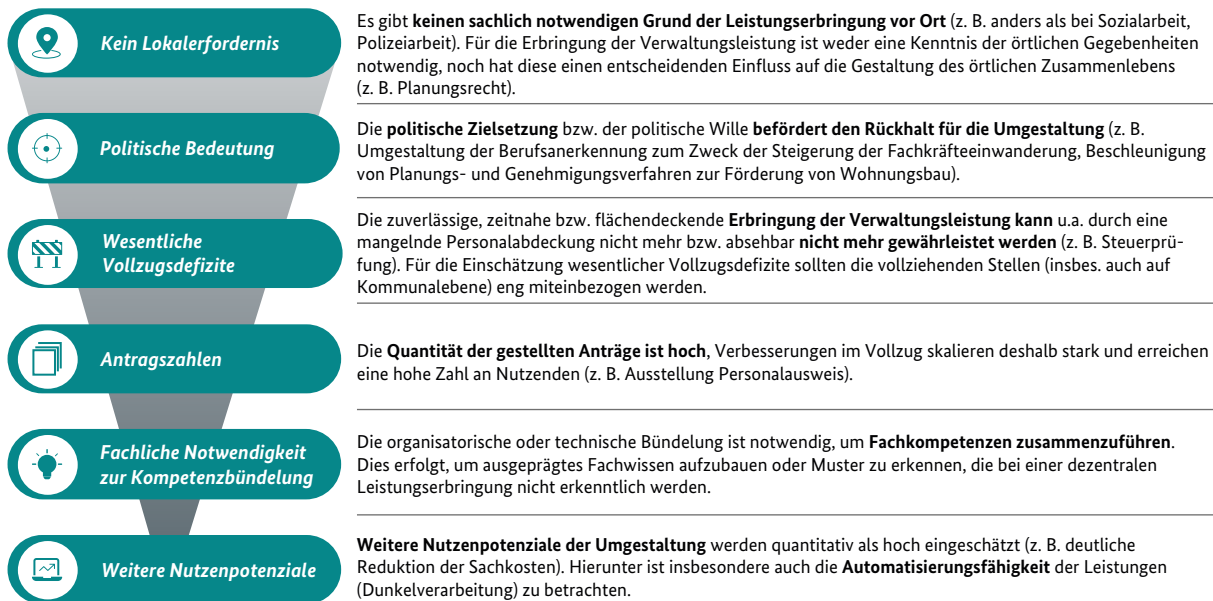 Kein Lokalerfordernis
Es gibt keinen sachlich notwendigen Grund der Leistungserbringung vor Ort (z. B. anders als bei Sozialarbeit,
Polizeiarbeit). Für die Erbringung der Verwaltungsleistung ist weder eine Kenntnis der örtlichen Gegebenheiten
notwendig, noch hat diese einen entscheidenden Einfluss auf die Gestaltung des örtlichen Zusammenlebens
(z. B. Planungsrecht).
Politische Bedeutung
Die politische Zielsetzung bzw. der politische Wille befördert den Rückhalt für die Umgestaltung (z. B.
Umgestaltung der Berufsanerkennung zum Zweck der Steigerung der Fachkräfteeinwanderung, Beschleunigung
von Planungs- und Genehmigungsverfahren zur Förderung von Wohnungsbau).
Wesentliche
Vollzugsdefizite
Die zuverlässige, zeitnahe bzw. flächendeckende Erbringung der Verwaltungsleistung kann u.a. durch eine
mangelnde Personalabdeckung nicht mehr bzw. absehbar nicht mehr gewährleistet werden (z. B. Steuerprü-
fung). Für die Einschätzung wesentlicher Vollzugsdefizite sollten die vollziehenden Stellen (insbes. auch auf
Kommunalebene) eng miteinbezogen werden.
Antragszahlen
Die Quantität der gestellten Anträge ist hoch, Verbesserungen im Vollzug skalieren deshalb stark und erreichen
eine hohe Zahl an Nutzenden (z. B. Ausstellung Personalausweis).
Fachliche Notwendigkeit
zur Kompetenzbündelung
Die organisatorische oder technische Bündelung ist notwendig, um Fachkompetenzen zusammenzuführen.
Dies erfolgt, um ausgeprägtes Fachwissen aufzubauen oder Muster zu erkennen, die bei einer dezentralen
Leistungserbringung nicht erkenntlich werden.
Weitere Nutzenpotenziale
Weitere Nutzenpotenziale der Umgestaltung werden quantitativ als hoch eingeschätzt (z. B. deutliche
Reduktion der Sachkosten). Hierunter ist insbesondere auch die Automatisierungsfähigkeit der Leistungen
(Dunkelverarbeitung) zu betrachten.